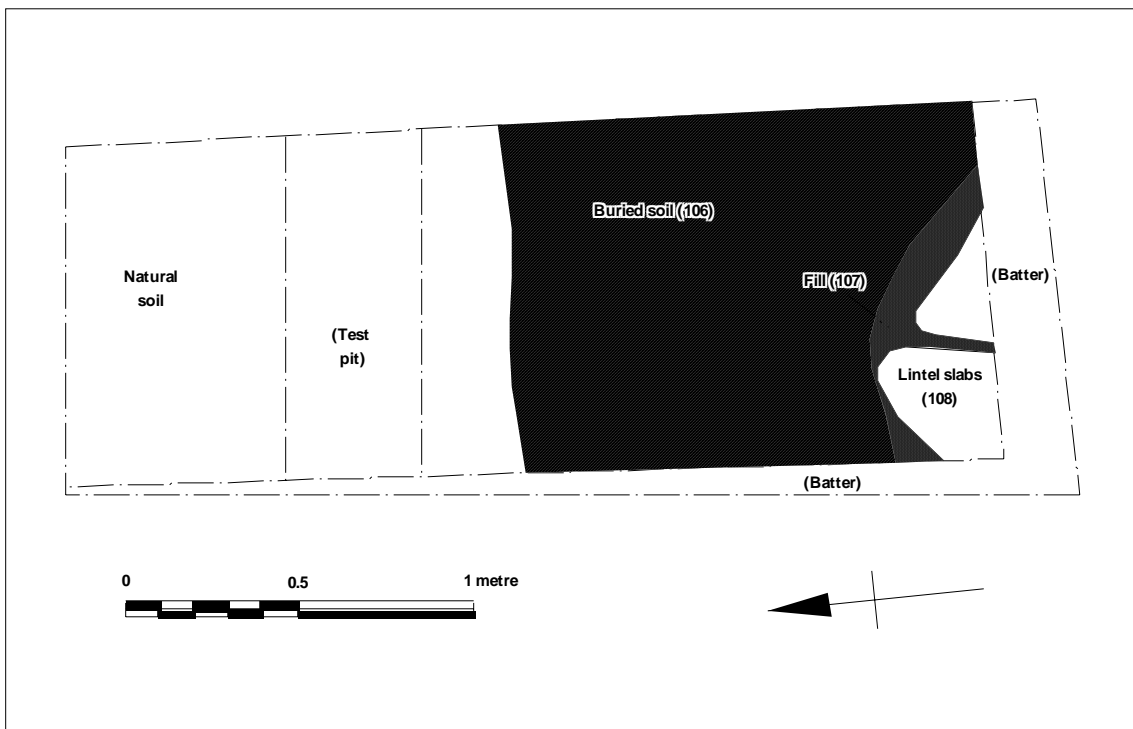 Buried soil (106)
Natural
soil
(Batter)
Fill (107)
(Test
pit)
Lintel slabs
(108)
(Batter)
0
0.5
1 metre